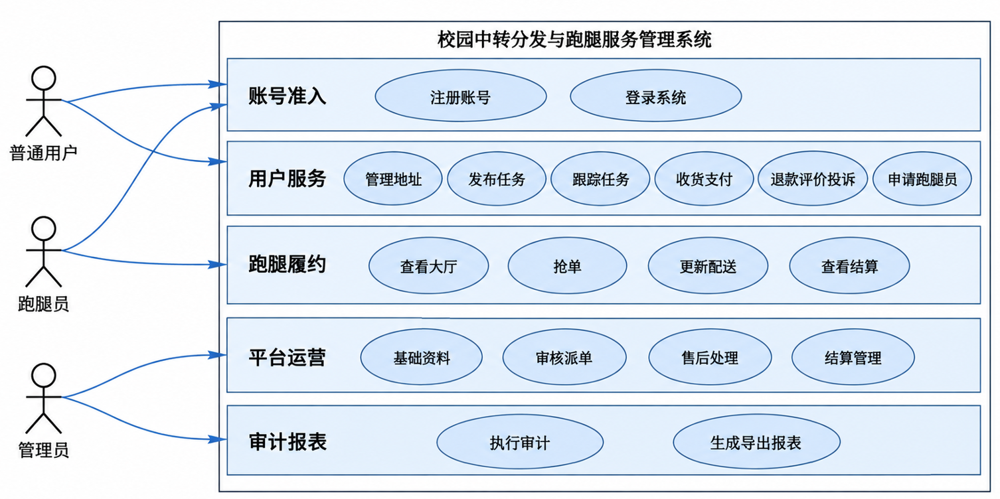 校园中转分发与跑腿服务管理系统
账号准入 注册账号 登录系统
普通用户
用户服务 管理地址 发布任务 跟踪任务 收货支付 退款评价投诉 申请跑腿员
跑腿履约 查看大厅 抢单 更新配送 查看结算
跑腿员
平台运营 基础资料 审核派单 售后处理 结算管理
管理员
审计报表 执行审计 生成导出报表